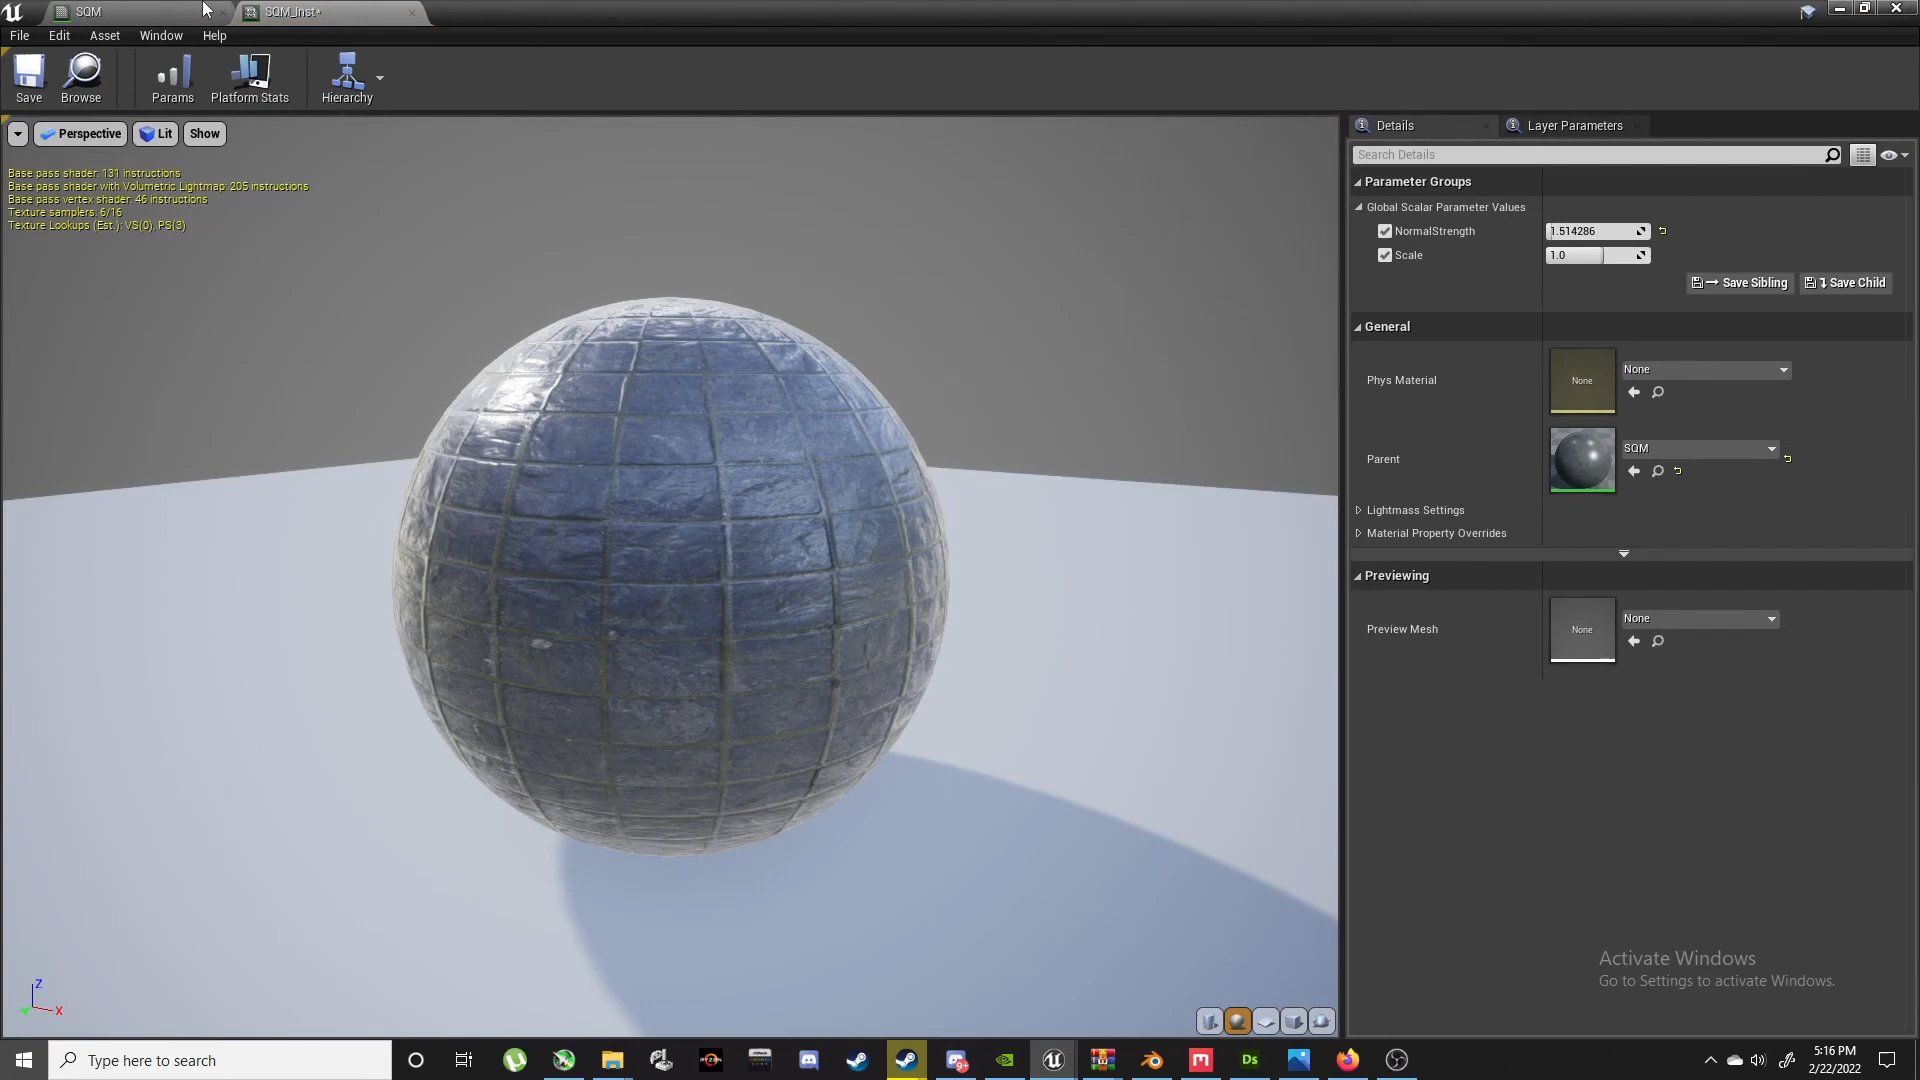 SQM
SQM_Inst*
File Edit Asset Window Help
Save Browse Params Platform Stats Hierarchy
Perspective Lit Show
Base pass shader: 131 instructions
Base pass shader with Volumetric Lightmap: 205 instructions
Base pass vertex shader: 46 instructions
Texture samplers: 6/16
Texture Lookups (Est.): VS(0), PS(3)
Details Layer Parameters
Search Details
Parameter Groups
Global Scalar Parameter Values
NormalStrength 1.514286
Scale 1.0
Save Sibling Save Child
General
Phys Material None None
Parent SQM
Lightmass Settings
Material Property Overrides
Previewing
Preview Mesh None None
Z
X
Activate Windows
Go to Settings to activate Windows.
Type here to search
RYZEN
9+
M
Ds
5:16 PM
2/22/2022